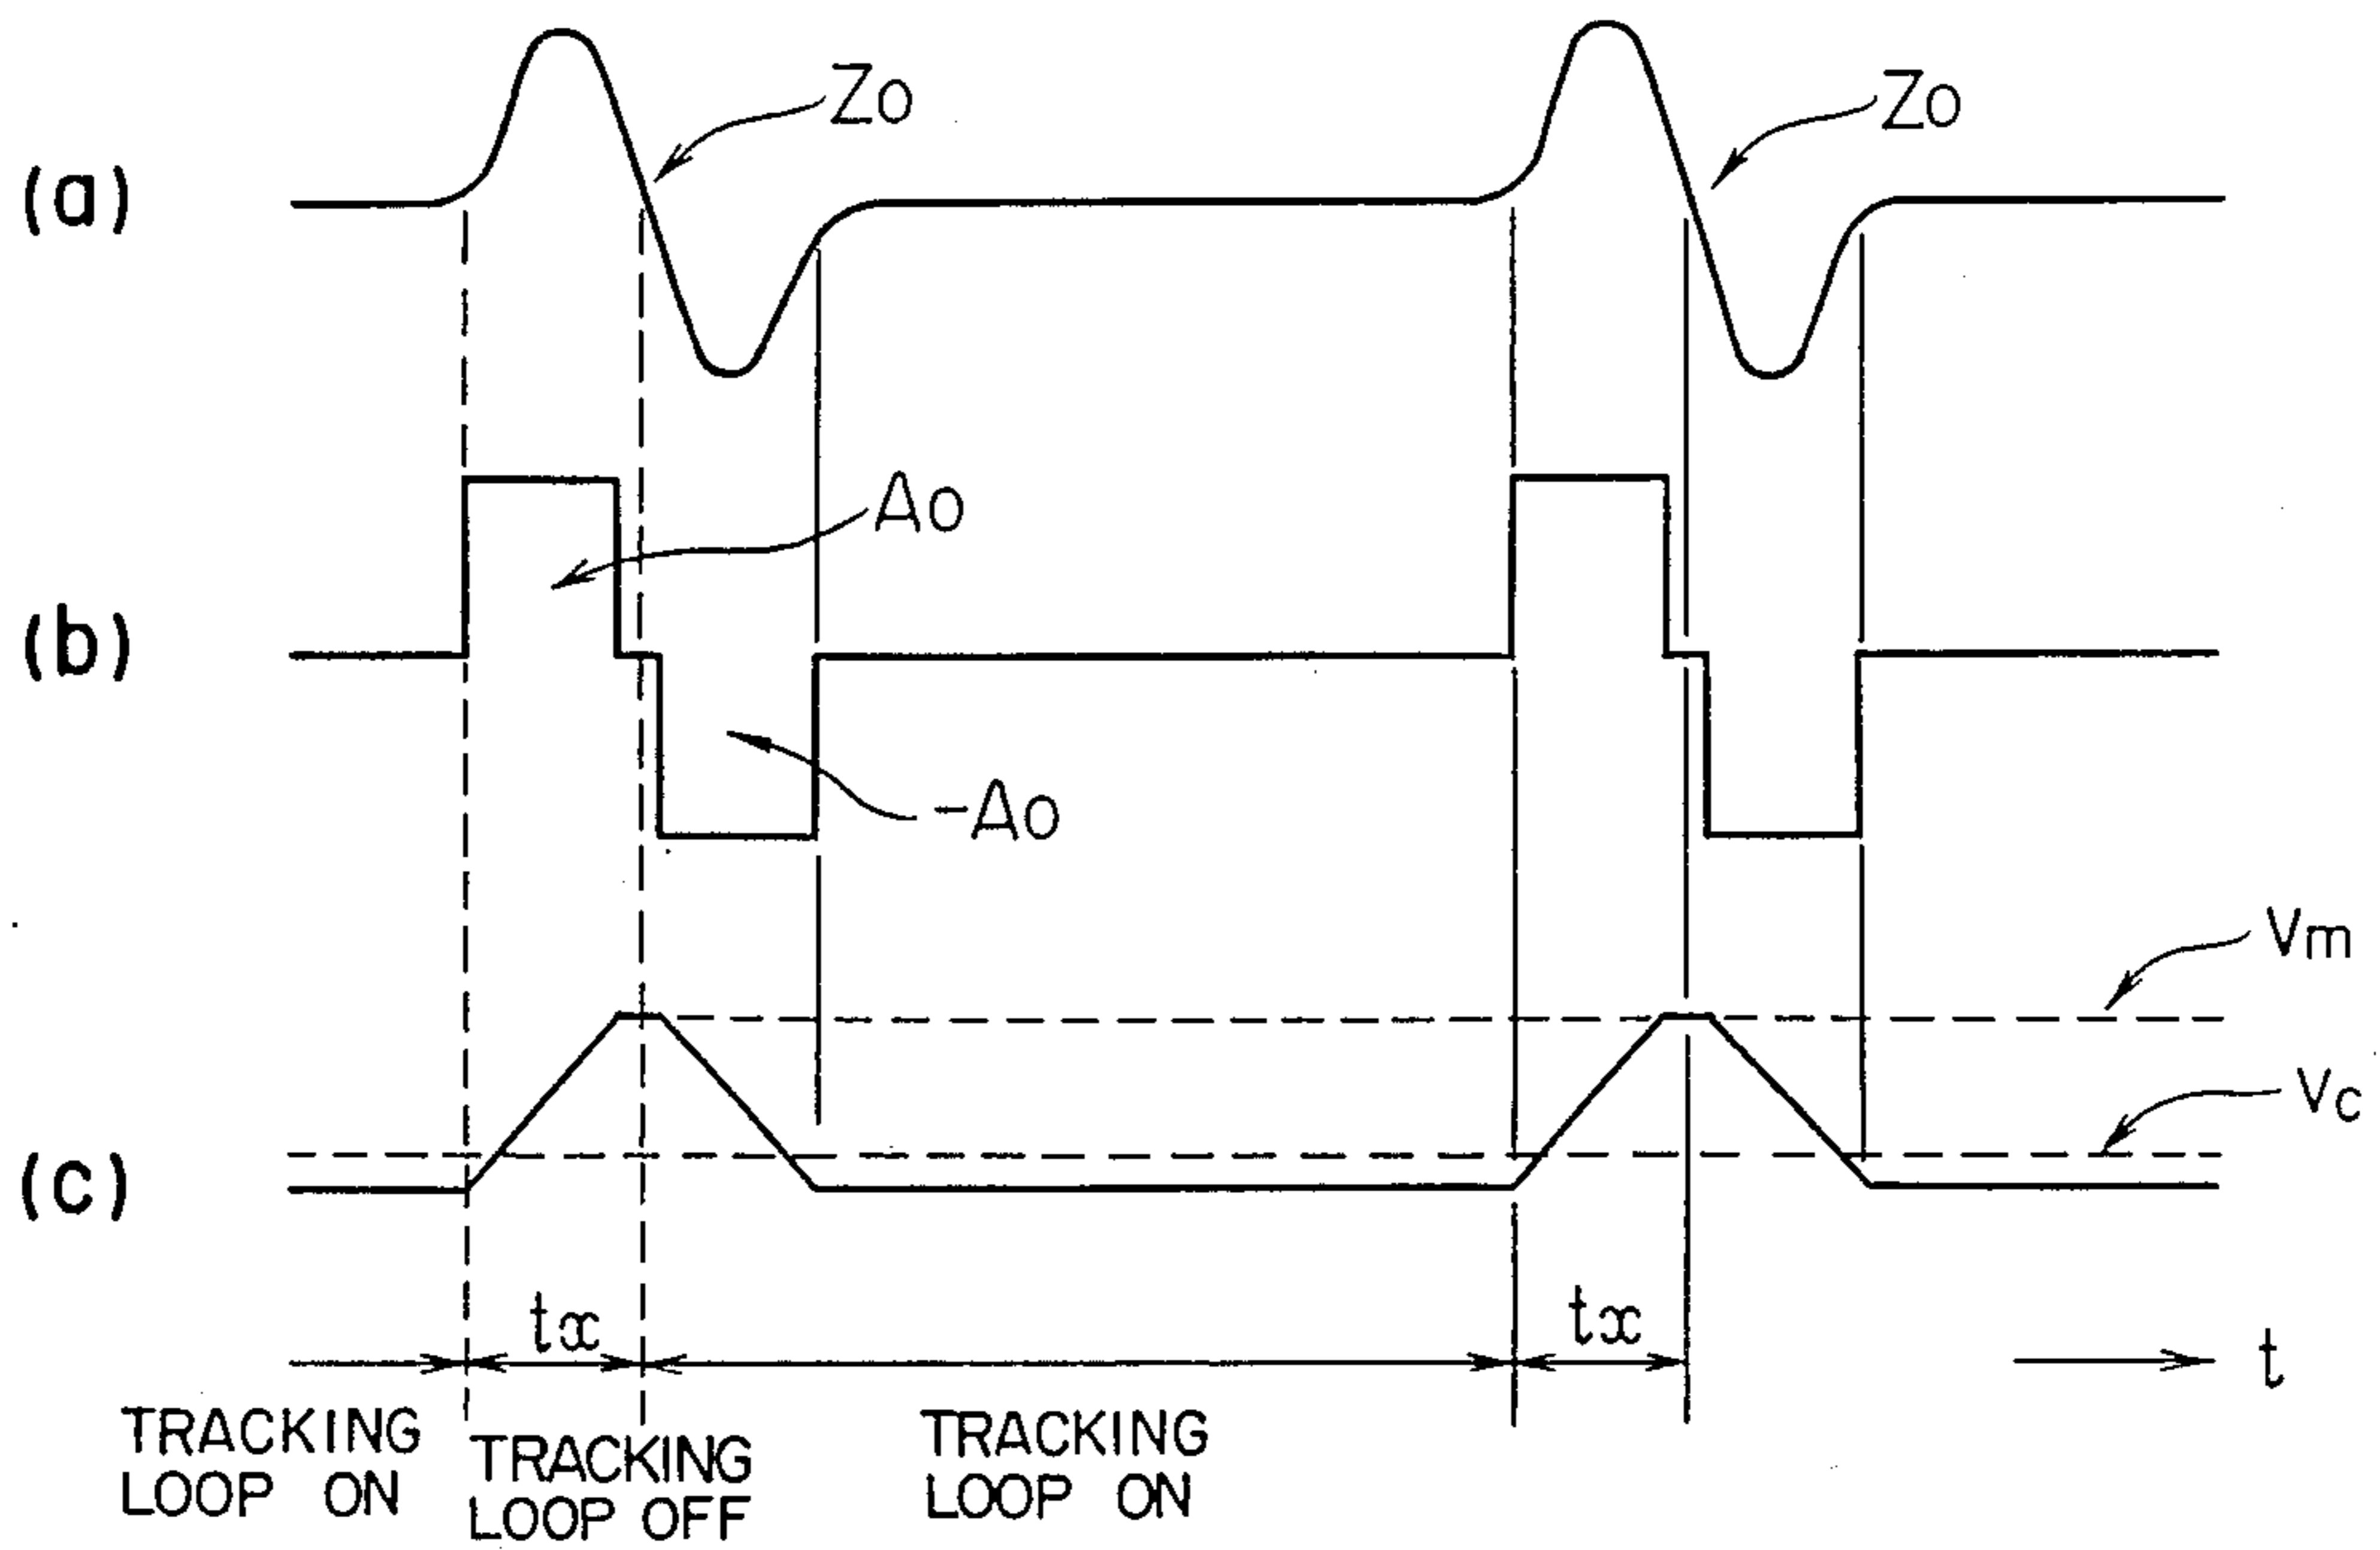 Zo
Zo
(a)
Ao
(b)
-Ao
Vm
Vc
(c)
tx
tx
t
TRACKING
LOOP ON
TRACKING
LOOP OFF
TRACKING
LOOP ON